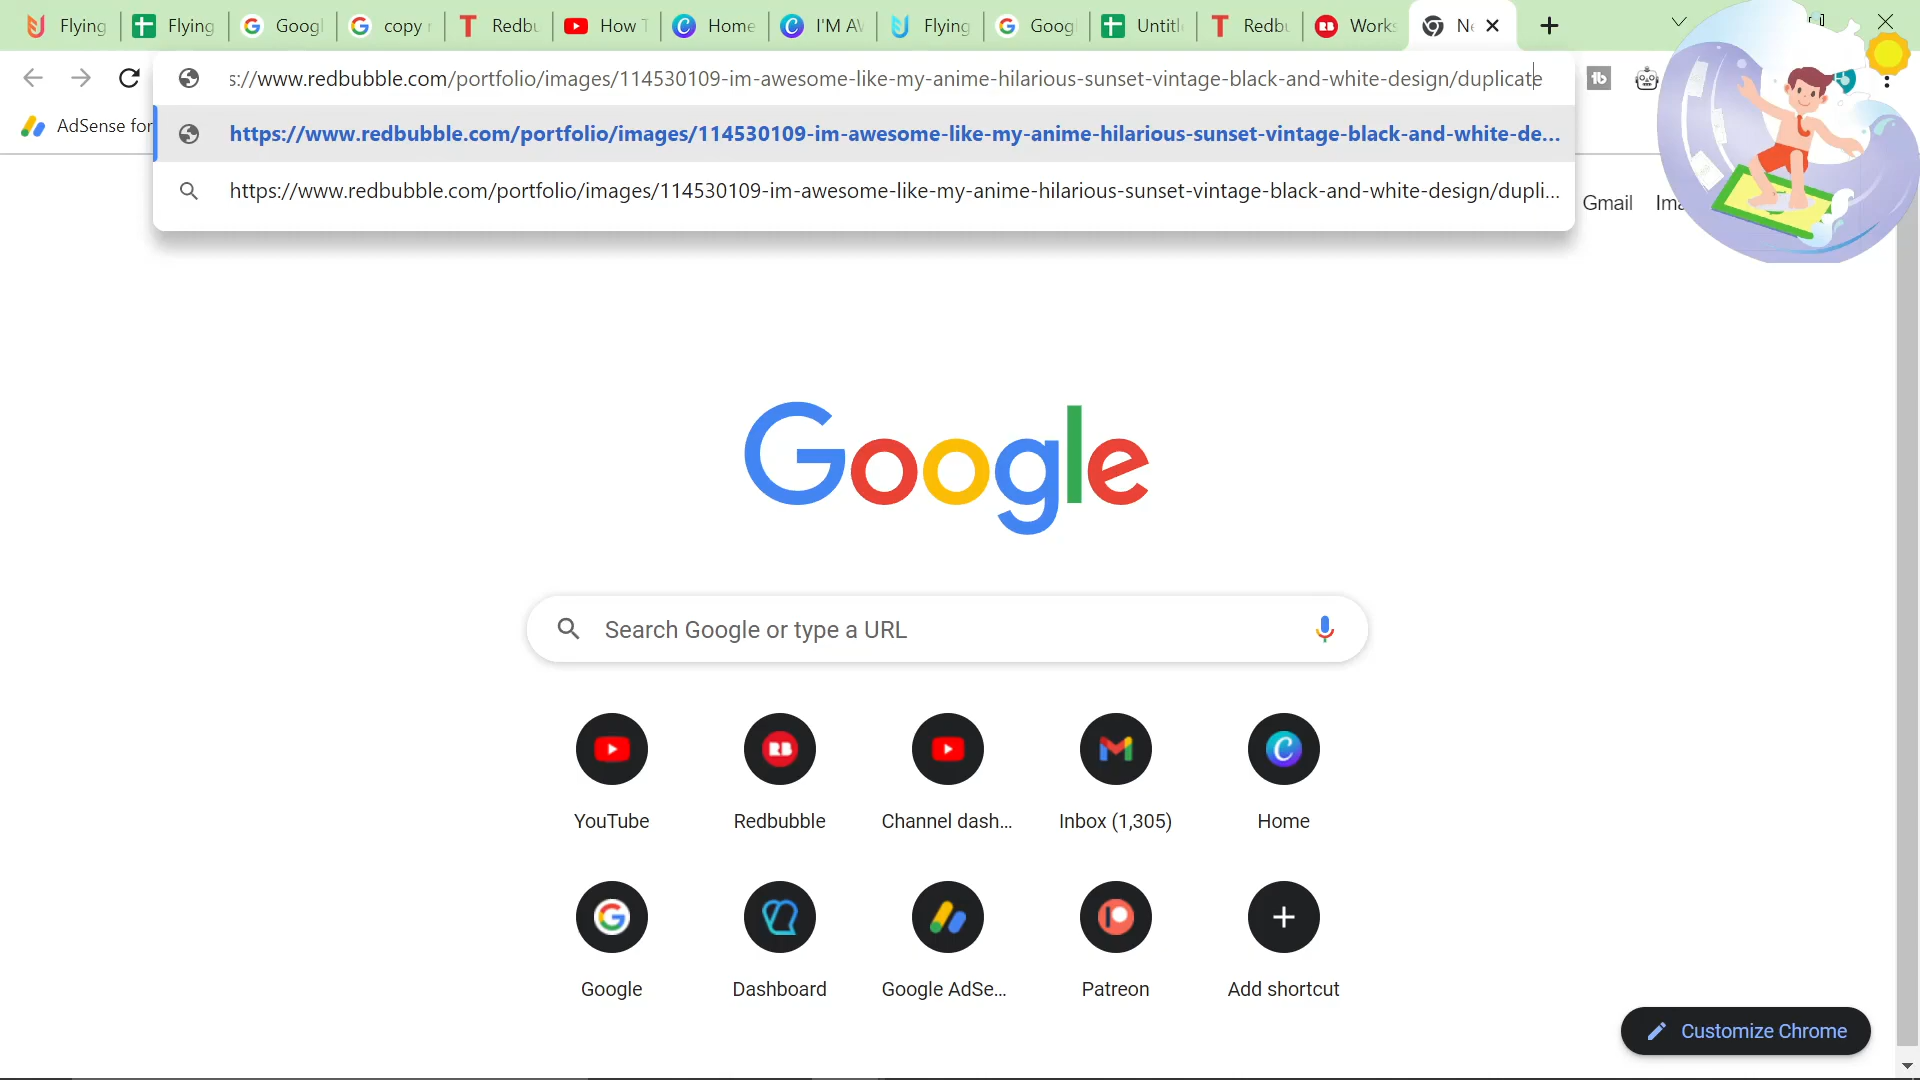 Flying
Flying
Googl
copy r
Redbu
How T
Home
I'M AV
Flying
Goog
Untitle
Redbu
Works
Ne
s://www.redbubble.com/portfolio/images/114530109-im-awesome-like-my-anime-hilarious-sunset-vintage-black-and-white-design/duplicate
AdSense for
https://www.redbubble.com/portfolio/images/114530109-im-awesome-like-my-anime-hilarious-sunset-vintage-black-and-white-de...
https://www.redbubble.com/portfolio/images/114530109-im-awesome-like-my-anime-hilarious-sunset-vintage-black-and-white-design/dupli...
Gmail Ima
Google
Search Google or type a URL
YouTube
Redbubble
Channel dash...
Inbox (1,305)
Home
Google
Dashboard
Google AdSe...
Patreon
Add shortcut
Customize Chrome